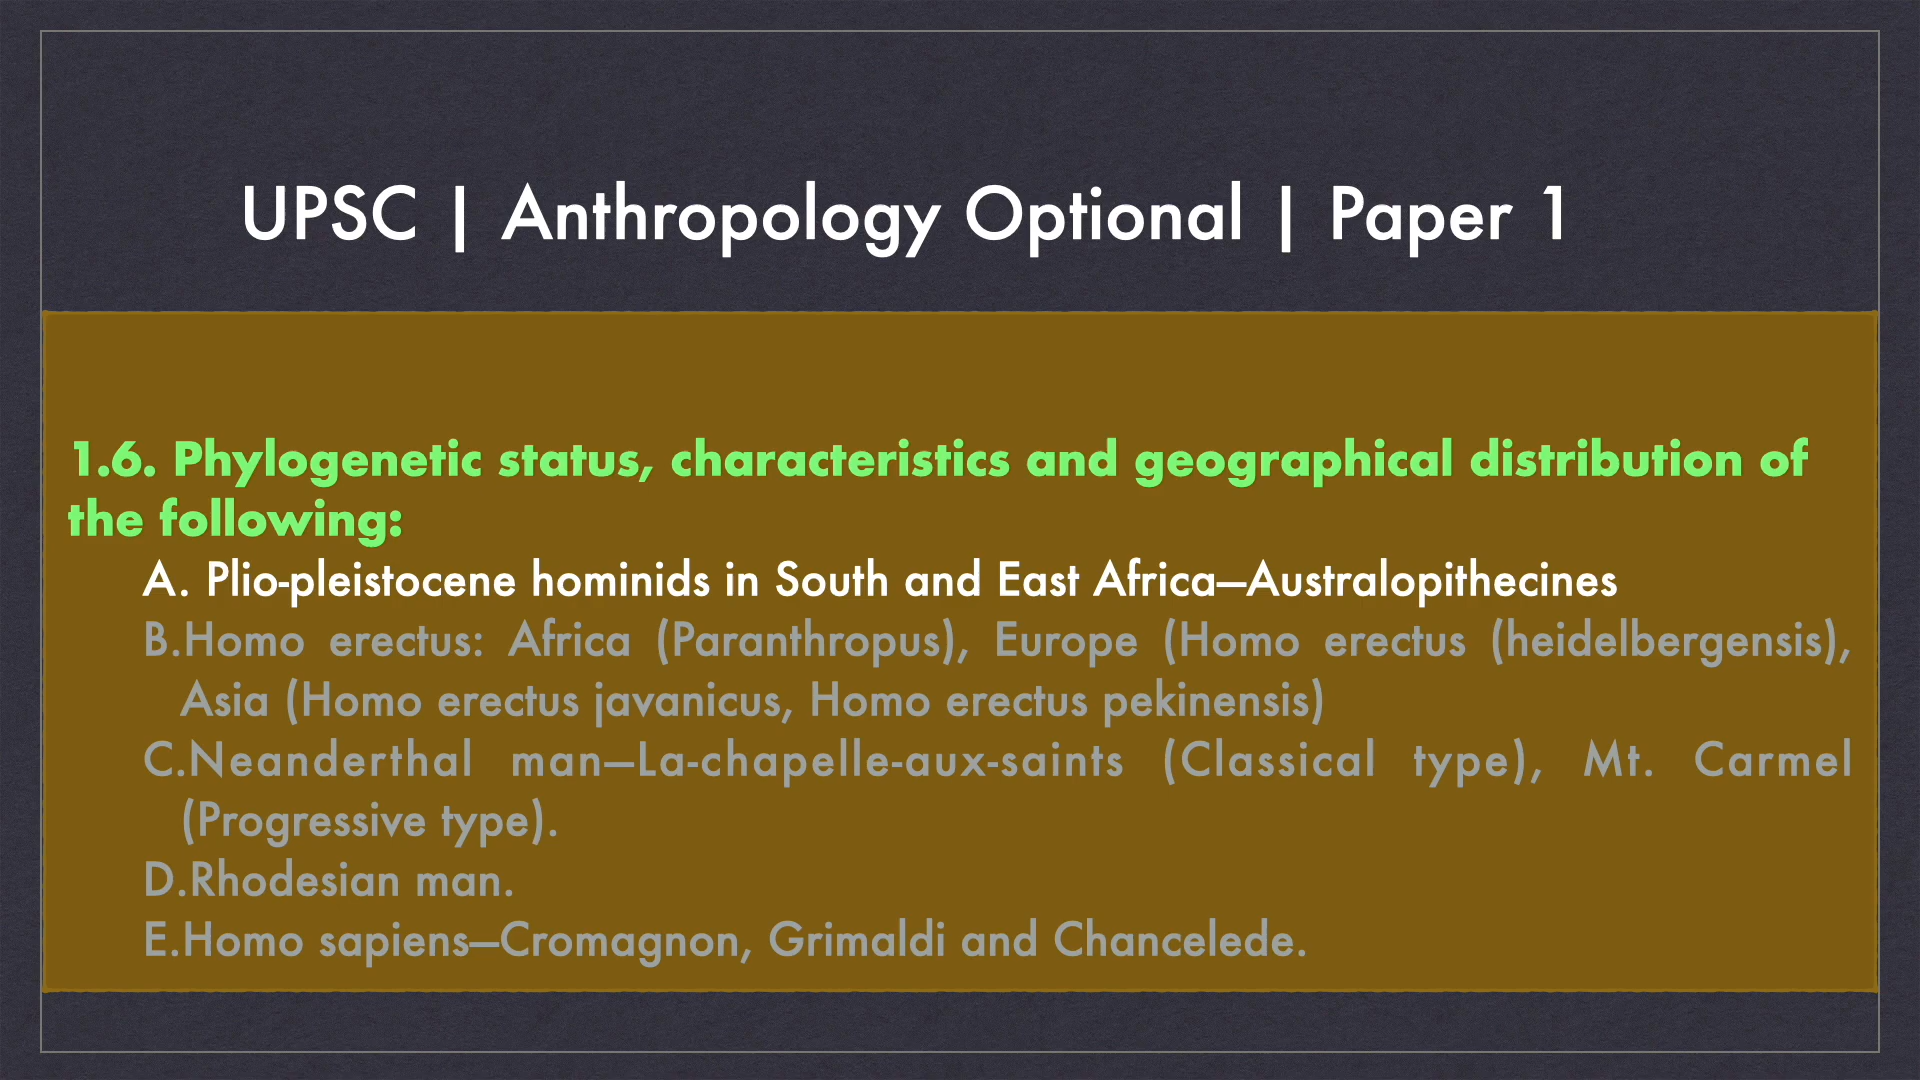 UPSC | Anthropology Optional | Paper 1
1.6. Phylogenetic status, characteristics and geographical distribution of
the following:
A. Plio-pleistocene hominids in South and East Africa—Australopithecines
B.Homo erectus: Africa (Paranthropus), Europe (Homo erectus (heidelbergensis),
Asia (Homo erectus javanicus, Homo erectus pekinensis)
C.Neanderthal man—La-chapelle-aux-saints (Classical type), Mt. Carmel
(Progressive type).
D.Rhodesian man.
E.Homo sapiens—Cromagnon, Grimaldi and Chancelede.